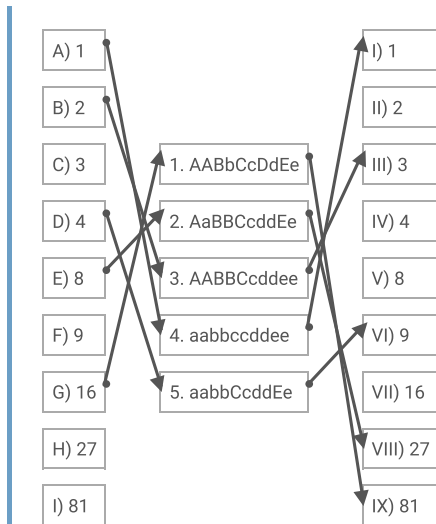 A) 1
B) 2
C) 3
D) 4
E) 8
F) 9
G) 16
H) 27
I) 81
1. AABbCcDdEe
2. AaBBCcddEe
3. AABBCcddee
4. aabbccddee
5. aabbCcddEe
I) 1
II) 2
III) 3
IV) 4
V) 8
VI) 9
VII) 16
VIII) 27
IX) 81